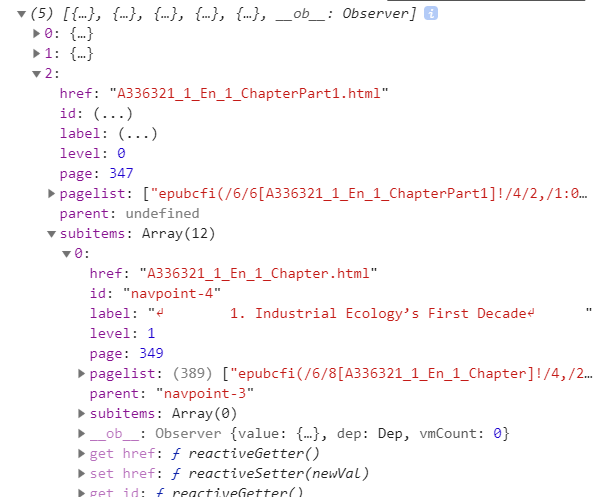 (5) [{…}, {…}, {…}, {…}, {…}, __ob__: Observer] i
0: {…}
1: {…}
2:
href: "A336321_1_En_1_ChapterPart1.html"
id: (...)
label: (...)
level: 0
page: 347
pagelist: ["epubcfi(/6/6[A336321_1_En_1_ChapterPart1]!/4/2,/1:0…
parent: undefined
subitems: Array(12)
0:
href: "A336321_1_En_1_Chapter.html"
id: "navpoint-4"
label: "↵        1. Industrial Ecology’s First Decade↵      "
level: 1
page: 349
pagelist: (389) ["epubcfi(/6/8[A336321_1_En_1_Chapter]!/4,/2…
parent: "navpoint-3"
subitems: Array(0)
__ob__: Observer {value: {…}, dep: Dep, vmCount: 0}
get href: ƒ reactiveGetter()
set href: ƒ reactiveSetter(newVal)
get id: ƒ reactiveGetter()